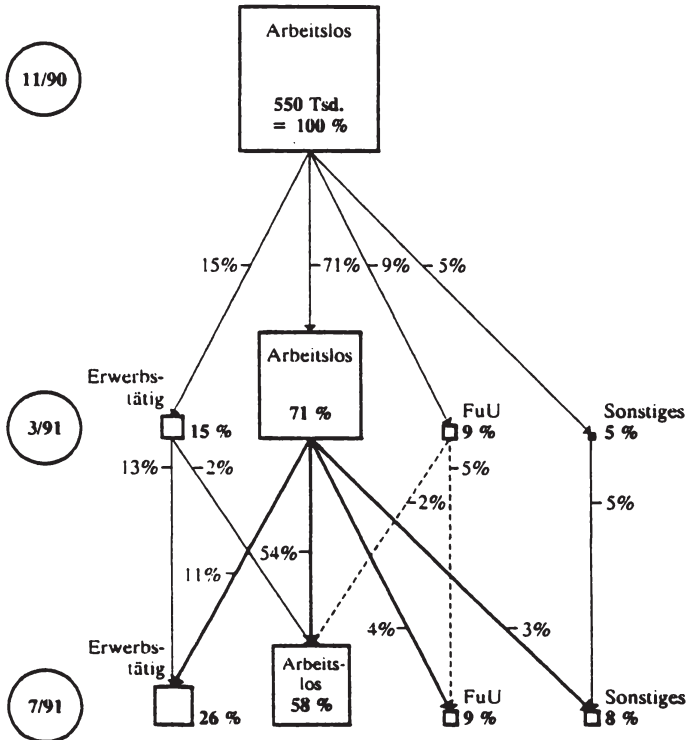 Arbeitslos
11/90
550 Tsd.
= 100 %
15%
71%
9%
5%
Arbeitslos
Erwerbs-
tätig
FuU
Sonstiges
3/91
15 %
71 %
9 %
5 %
13%
2%
5%
2%
5%
54%
11%
4%
3%
Erwerbs-
tätig
Arbeits-
los
FuU
Sonstiges
7/91
26 %
58 %
9 %
8 %